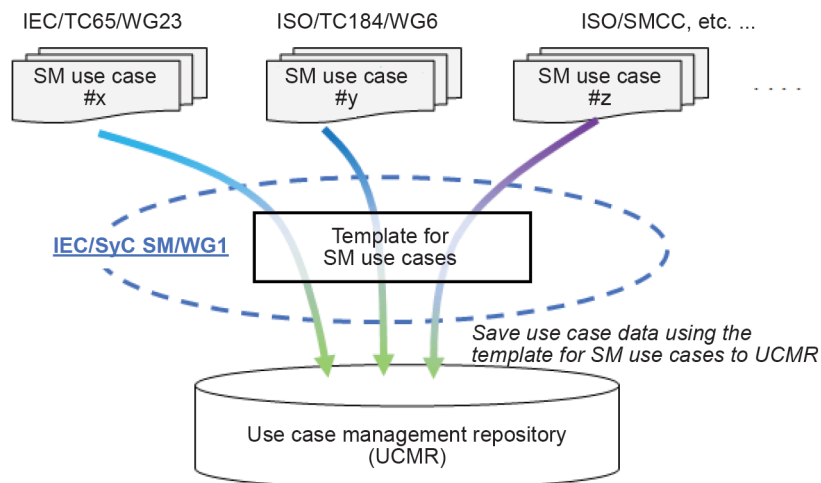 IEC/TC65/WG23
ISO/TC184/WG6
ISO/SMCC, etc. ...
SM use case
#x
SM use case
#y
SM use case
#z
. . . .
IEC/SyC SM/WG1
Template for
SM use cases
Save use case data using the
template for SM use cases to UCMR
Use case management repository
(UCMR)